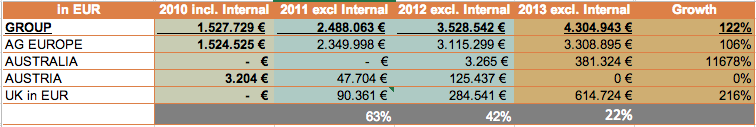 in EUR 2010 incl. Internal 2011 excl Internal 2012 excl. Internal 2013 excl. Internal Growth
GROUP 1.527.729 € 2.488.063 € 3.528.542 € 4.304.943 € 122%
AG EUROPE 1.524.525 € 2.349.998 € 3.115.299 € 3.308.895 € 106%
AUSTRALIA - € - € 3.265 € 381.324 € 11678%
AUSTRIA 3.204 € 47.704 € 125.437 € 0 € 0%
UK in EUR - € 90.361 € 284.541 € 614.724 € 216%
63% 42% 22%